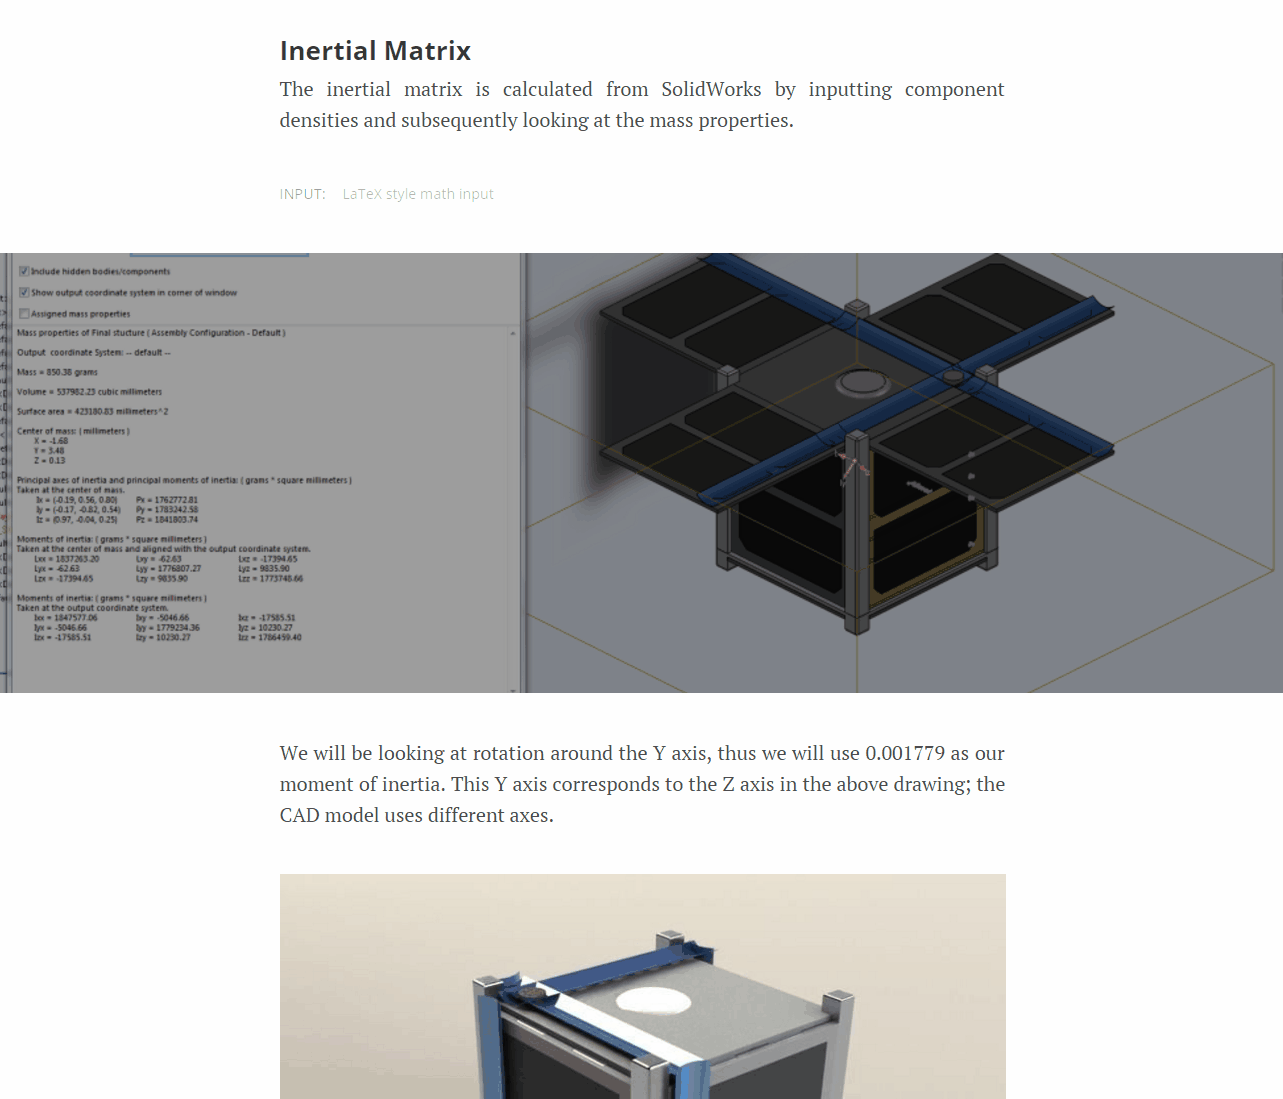 Inertial Matrix
The inertial matrix is calculated from SolidWorks by inputting component
densities and subsequently looking at the mass properties.
INPUT: LaTeX style math input
Include hidden bodies/components
Show output coordinate system in corner of window
Assigned mass properties
Mass properties of Final stucture ( Assembly Configuration - Default )
Output coordinate System: -- default --
Mass = 850.38 grams
Volume = 537982.23 cubic millimeters
Surface area = 423180.83 millimeters^2
Center of mass: ( millimeters )
X = -1.68
Y = 3.48
Z = 0.13
Principal axes of inertia and principal moments of inertia: ( grams * square millimeters )
Taken at the center of mass.
Ix = (-0.19, 0.56, 0.80) Px = 1762772.81
Iy = (-0.17, -0.82, 0.54) Py = 1783242.58
Iz = (0.97, -0.04, 0.25) Pz = 1841803.74
Moments of inertia: ( grams * square millimeters )
Taken at the center of mass and aligned with the output coordinate system.
Lxx = 1837263.20 Lxy = -62.63 Lxz = -17394.65
Lyx = -62.63 Lyy = 1776807.27 Lyz = 9835.90
Lzx = -17394.65 Lzy = 9835.90 Lzz = 1773748.66
Moments of inertia: ( grams * square millimeters )
Taken at the output coordinate system.
Ixx = 1847577.06 Ixy = -5046.66 Ixz = -17585.51
Iyx = -5046.66 Iyy = 1779234.36 Iyz = 10230.27
Izx = -17585.51 Izy = 10230.27 Izz = 1786459.40
We will be looking at rotation around the Y axis, thus we will use 0.001779 as our
moment of inertia. This Y axis corresponds to the Z axis in the above drawing; the
CAD model uses different axes.